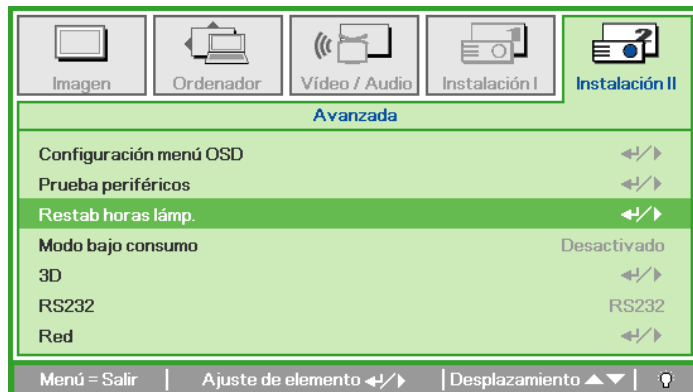 Imagen
Ordenador
Vídeo / Audio
Instalación I
2
Instalación II
Avanzada
Configuración menú OSD
Prueba periféricos
Restab horas lámp.
Modo bajo consumo Desactivado
3D
RS232 RS232
Red
Menú = Salir Ajuste de elemento Desplazamiento